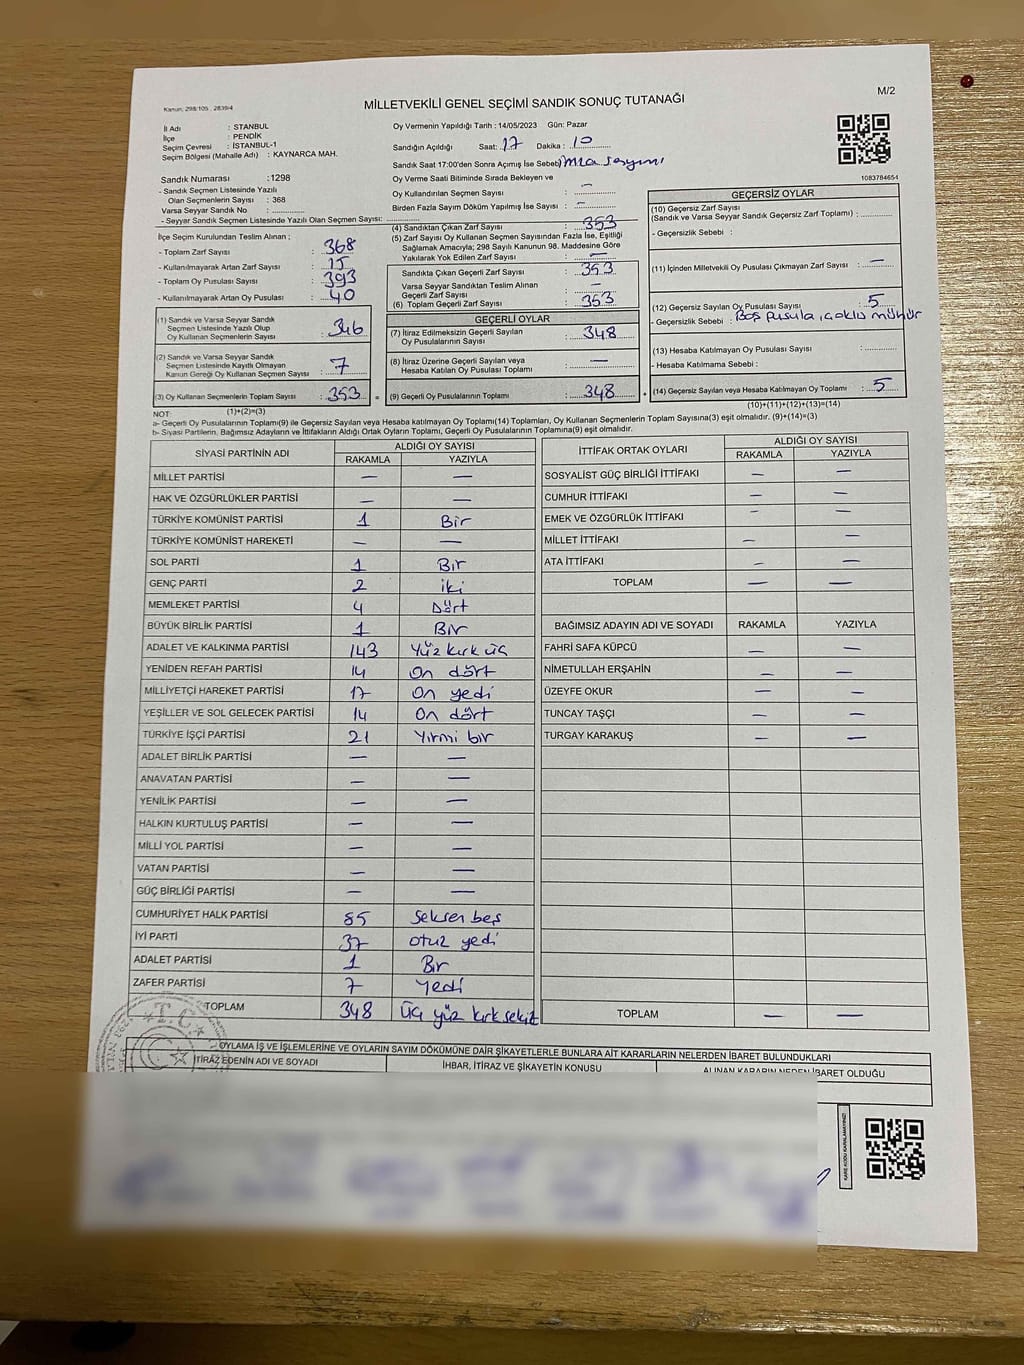 Kanun; 298/105 , 2839/4
MİLLETVEKİLİ GENEL SEÇİMİ SANDIK SONUÇ TUTANAĞI
M/2
İl Adı : STANBUL
İlçe : PENDİK
Seçim Çevresi : İSTANBUL-1
Seçim Bölgesi (Mahalle Adı) : KAYNARCA MAH.
Oy Vermenin Yapıldığı Tarih : 14/05/2023 Gün: Pazar
Sandığın Açıldığı Saat: 17 Dakika : 10
Sandık Saat 17:00'den Sonra Açımış İse Sebebi imza sayımı
Sandık Numarası : 1298
- Sandık Seçmen Listesinde Yazılı
Olan Seçmenlerin Sayısı : 368
Varsa Seyyar Sandık No :
- Seyyar Sandık Seçmen Listesinde Yazılı Olan Seçmen Sayısı:
Oy Verme Saati Bitiminde Sırada Bekleyen ve
Oy Kullandırılan Seçmen Sayısı : —
Birden Fazla Sayım Döküm Yapılmış İse Sayısı : —
1083784654
İlçe Seçim Kurulundan Teslim Alınan ;
- Toplam Zarf Sayısı : 368
- Kullanılmayarak Artan Zarf Sayısı : 15
- Toplam Oy Pusulası Sayısı : 393
- Kullanılmayarak Artan Oy Pusulası : 40
(1) Sandık ve Varsa Seyyar Sandık
Seçmen Listesinde Yazılı Olup
Oy Kullanan Seçmenlerin Sayısı : 346
(2) Sandık ve Varsa Seyyar Sandık
Seçmen Listesinde Kayıtlı Olmayan
Kanun Gereği Oy Kullanan Seçmen Sayısı : 7
(3) Oy Kullanan Seçmenlerin Toplam Sayısı : 353
(1)+(2)=(3)
(4) Sandıktan Çıkan Zarf Sayısı : 353
(5) Zarf Sayısı Oy Kullanan Seçmen Sayısından Fazla İse, Eşitliği
Sağlamak Amacıyla; 298 Sayılı Kanunun 98. Maddesine Göre
Yakılarak Yok Edilen Zarf Sayısı : —
Sandıkta Çıkan Geçerli Zarf Sayısı : 353
Varsa Seyyar Sandıktan Teslim Alınan
Geçerli Zarf Sayısı : —
(6) Toplam Geçerli Zarf Sayısı : 353
GEÇERLİ OYLAR
(7) İtiraz Edilmeksizin Geçerli Sayılan
Oy Pusulalarının Sayısı : 348
(8) İtiraz Üzerine Geçerli Sayılan veya
Hesaba Katılan Oy Pusulası Toplamı : —
= (9) Geçerli Oy Pusulalarının Toplamı : 348
GEÇERSİZ OYLAR
(10) Geçersiz Zarf Sayısı
(Sandık ve Varsa Seyyar Sandık Geçersiz Zarf Toplamı) :
- Geçersizlik Sebebi :
(11) İçinden Milletvekili Oy Pusulası Çıkmayan Zarf Sayısı : —
(12) Geçersiz Sayılan Oy Pusulası Sayısı : 5
- Geçersizlik Sebebi : Boş pusula,
(13) Hesaba Katılmayan Oy Pusulası Sayısı :
- Hesaba Katılmama Sebebi :
+ (14) Geçersiz Sayılan veya Hesaba Katılmayan Oy Toplamı : 5
(10)+(11)+(12)+(13)=(14)
NOT:
a- Geçerli Oy Pusulalarının Toplamı(9) ile Geçersiz Sayılan veya Hesaba katılmayan Oy Toplamı(14) Toplamları, Oy Kullanan Seçmenlerin Toplam Sayısına(3) eşit olmalıdır. (9)+(14)=(3)
b- Siyasi Partilerin, Bağımsız Adayların ve İttifakların Aldığı Ortak Oyların Toplamı, Geçerli Oy Pusulalarının Toplamına(9) eşit olmalıdır.
SİYASİ PARTİNİN ADI ALDIĞI OY SAYISI
RAKAMLA YAZIYLA
MİLLET PARTİSİ — —
HAK VE ÖZGÜRLÜKLER PARTİSİ — —
TÜRKİYE KOMÜNİST PARTİSİ 1 Bir
TÜRKİYE KOMÜNİST HAREKETİ — —
SOL PARTİ 1 Bir
GENÇ PARTİ 2 iki
MEMLEKET PARTİSİ 4 Dört
BÜYÜK BİRLİK PARTİSİ 1 Bir
ADALET VE KALKINMA PARTİSİ 143 Yüz kırk üç
YENİDEN REFAH PARTİSİ 14 On dört
MİLLİYETÇİ HAREKET PARTİSİ 17 On yedi
YEŞİLLER VE SOL GELECEK PARTİSİ 14 On dört
TÜRKİYE İŞÇİ PARTİSİ 21 Yirmi bir
ADALET BİRLİK PARTİSİ — —
ANAVATAN PARTİSİ — —
YENİLİK PARTİSİ — —
HALKIN KURTULUŞ PARTİSİ — —
MİLLİ YOL PARTİSİ — —
VATAN PARTİSİ — —
GÜÇ BİRLİĞİ PARTİSİ — —
CUMHURİYET HALK PARTİSİ 85 Seksen beş
İYİ PARTİ 37 otuz yedi
ADALET PARTİSİ 1 Bir
ZAFER PARTİSİ 7 Yedi
TOPLAM 348 Üç yüz kırk sekiz
İTTİFAK ORTAK OYLARI ALDIĞI OY SAYISI
RAKAMLA YAZIYLA
SOSYALİST GÜÇ BİRLİĞİ İTTİFAKI — —
CUMHUR İTTİFAKI — —
EMEK VE ÖZGÜRLÜK İTTİFAKI — —
MİLLET İTTİFAKI — —
ATA İTTİFAKI — —
TOPLAM — —
BAĞIMSIZ ADAYIN ADI VE SOYADI RAKAMLA YAZIYLA
FAHRİ SAFA KÜPCÜ — —
NİMETULLAH ERŞAHİN — —
ÜZEYFE OKUR — —
TUNCAY TAŞÇI — —
TURGAY KARAKUŞ — —
TOPLAM — —
T.C.
OYLAMA İŞ VE İŞLEMLERİNE VE OYLARIN SAYIM DÖKÜMÜNE DAİR ŞİKAYETLERLE BUNLARA AİT KARARLARIN NELERDEN İBARET BULUNDUKLARI
İTİRAZ EDENİN ADI VE SOYADI İHBAR, İTİRAZ VE ŞİKAYETİN KONUSU ALINAN KARARIN NEDEN İBARET OLDUĞU
KARE KODU KARALAMAYINIZ!